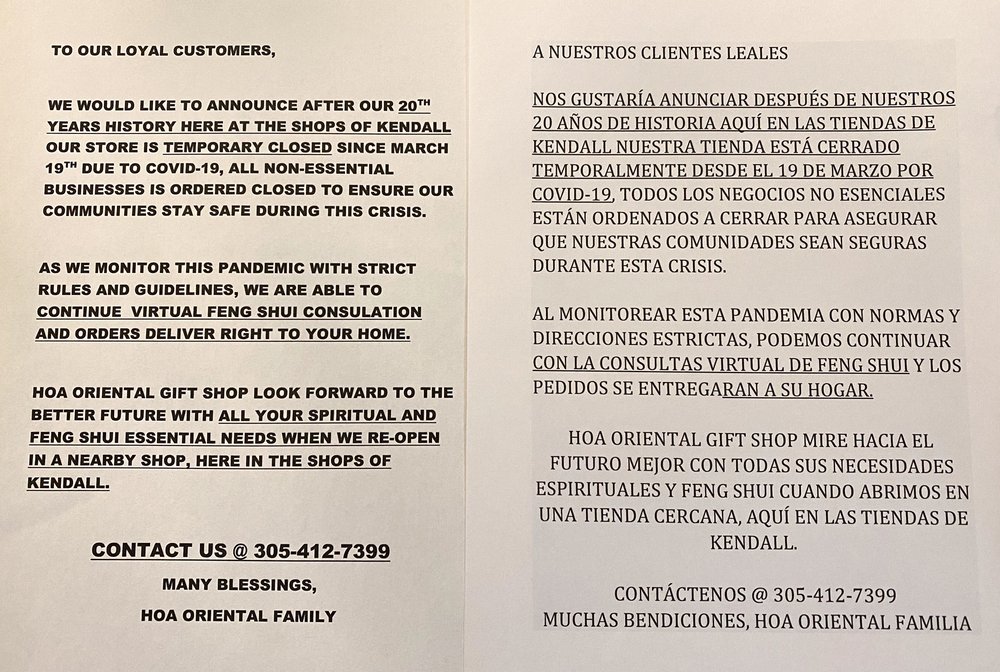 TO OUR LOYAL CUSTOMERS,
WE WOULD LIKE TO ANNOUNCE AFTER OUR 20TH
YEARS HISTORY HERE AT THE SHOPS OF KENDALL
OUR STORE IS TEMPORARY CLOSED SINCE MARCH
19TH DUE TO COVID-19, ALL NON-ESSENTIAL
BUSINESSES IS ORDERED CLOSED TO ENSURE OUR
COMMUNITIES STAY SAFE DURING THIS CRISIS.
AS WE MONITOR THIS PANDEMIC WITH STRICT
RULES AND GUIDELINES, WE ARE ABLE TO
CONTINUE VIRTUAL FENG SHUI CONSULATION
AND ORDERS DELIVER RIGHT TO YOUR HOME.
HOA ORIENTAL GIFT SHOP LOOK FORWARD TO THE
BETTER FUTURE WITH ALL YOUR SPIRITUAL AND
FENG SHUI ESSENTIAL NEEDS WHEN WE RE-OPEN
IN A NEARBY SHOP, HERE IN THE SHOPS OF
KENDALL.
CONTACT US @ 305-412-7399
MANY BLESSINGS,
HOA ORIENTAL FAMILY
A NUESTROS CLIENTES LEALES
NOS GUSTARÍA ANUNCIAR DESPUÉS DE NUESTROS
20 AÑOS DE HISTORIA AQUÍ EN LAS TIENDAS DE
KENDALL NUESTRA TIENDA ESTÁ CERRADO
TEMPORALMENTE DESDE EL 19 DE MARZO POR
COVID-19, TODOS LOS NEGOCIOS NO ESENCIALES
ESTÁN ORDENADOS A CERRAR PARA ASEGURAR
QUE NUESTRAS COMUNIDADES SEAN SEGURAS
DURANTE ESTA CRISIS.
AL MONITOREAR ESTA PANDEMIA CON NORMAS Y
DIRECCIONES ESTRICTAS, PODEMOS CONTINUAR
CON LA CONSULTAS VIRTUAL DE FENG SHUI Y LOS
PEDIDOS SE ENTREGARAN A SU HOGAR.
HOA ORIENTAL GIFT SHOP MIRE HACIA EL
FUTURO MEJOR CON TODAS SUS NECESIDADES
ESPIRITUALES Y FENG SHUI CUANDO ABRIMOS EN
UNA TIENDA CERCANA, AQUÍ EN LAS TIENDAS DE
KENDALL.
CONTÁCTENOS @ 305-412-7399
MUCHAS BENDICIONES, HOA ORIENTAL FAMILIA